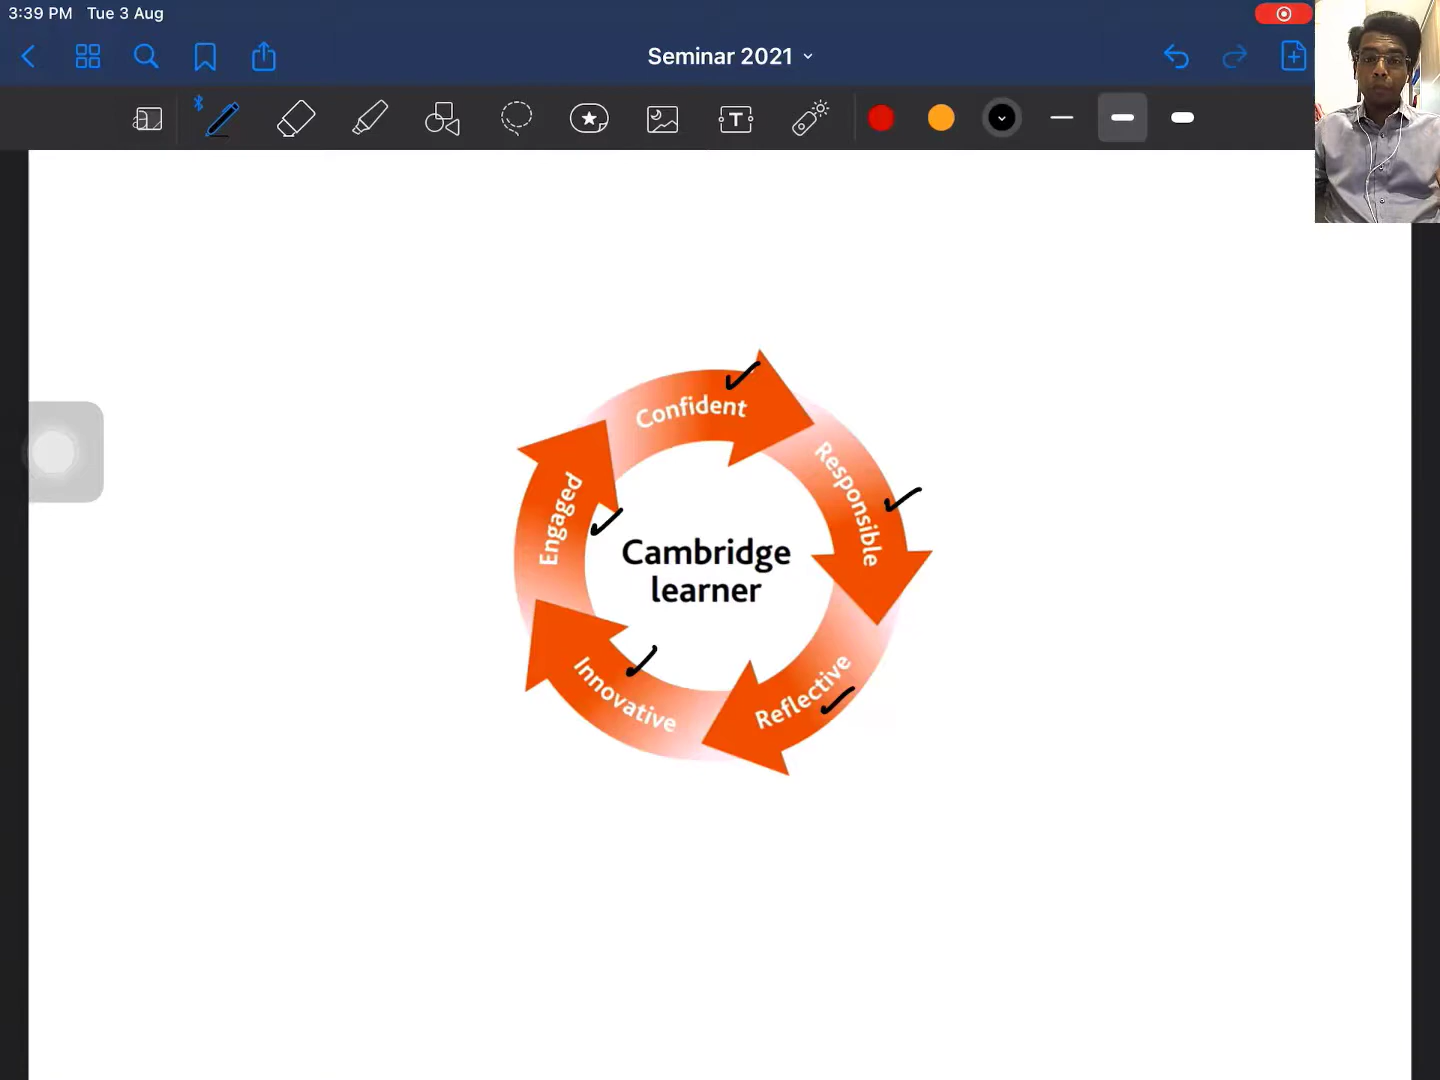 3:39 PM Tue 3 Aug
Seminar 2021
T
Confident
Responsible
Engaged
Cambridge
learner
Reflective
Innovative